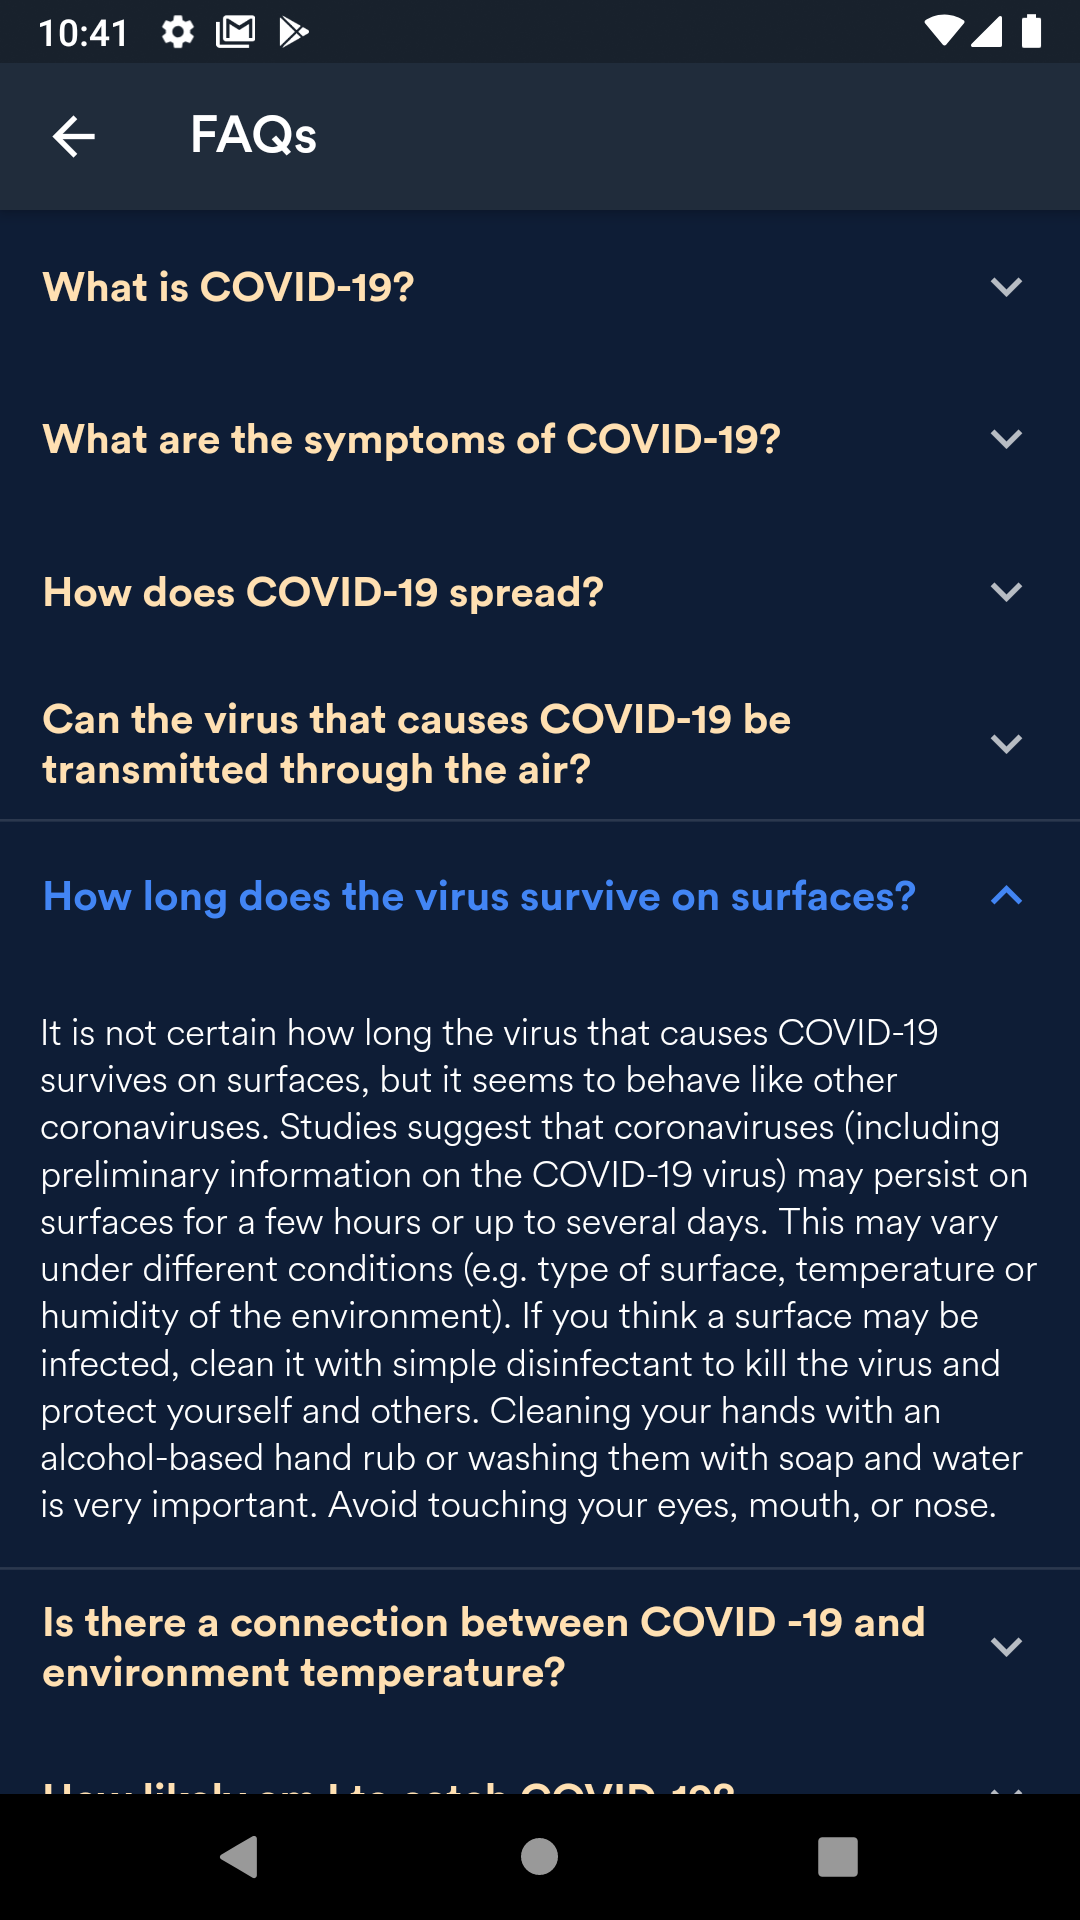 10:41
FAQs
What is COVID-19?
What are the symptoms of COVID-19?
How does COVID-19 spread?
Can the virus that causes COVID-19 be
transmitted through the air?
How long does the virus survive on surfaces?
It is not certain how long the virus that causes COVID-19
survives on surfaces, but it seems to behave like other
coronaviruses. Studies suggest that coronaviruses (including
preliminary information on the COVID-19 virus) may persist on
surfaces for a few hours or up to several days. This may vary
under different conditions (e.g. type of surface, temperature or
humidity of the environment). If you think a surface may be
infected, clean it with simple disinfectant to kill the virus and
protect yourself and others. Cleaning your hands with an
alcohol-based hand rub or washing them with soap and water
is very important. Avoid touching your eyes, mouth, or nose.
Is there a connection between COVID -19 and
environment temperature?
How likely am I to catch COVID-19?